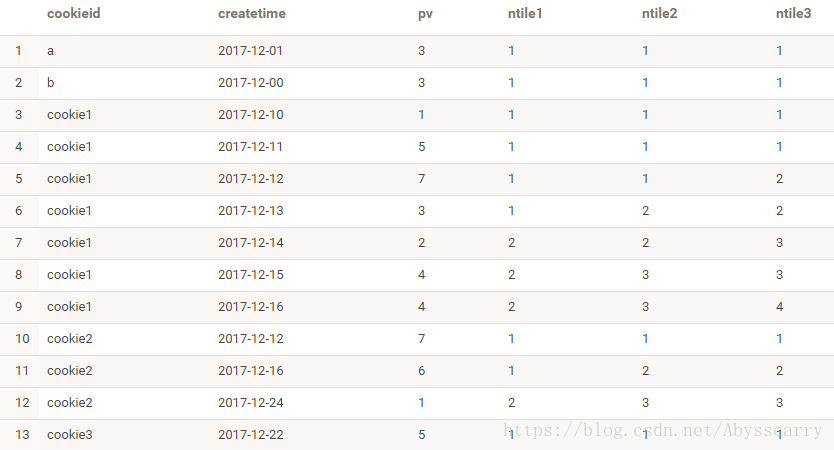 cookieid createtime pv ntile1 ntile2 ntile3
1 a 2017-12-01 3 1 1 1
2 b 2017-12-00 3 1 1 1
3 cookie1 2017-12-10 1 1 1 1
4 cookie1 2017-12-11 5 1 1 1
5 cookie1 2017-12-12 7 1 1 2
6 cookie1 2017-12-13 3 1 2 2
7 cookie1 2017-12-14 2 2 2 3
8 cookie1 2017-12-15 4 2 3 3
9 cookie1 2017-12-16 4 2 3 4
10 cookie2 2017-12-12 7 1 1 1
11 cookie2 2017-12-16 6 1 2 2
12 cookie2 2017-12-24 1 2 3 3
13 cookie3 2017-12-22 5 1 1 1
https://blog.csdn.net/Abysscarry